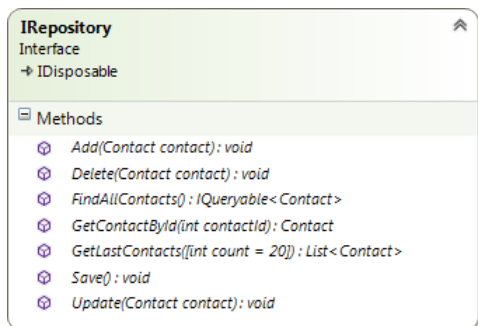 IRepository
Interface
IDisposable
Methods
Add(Contact contact) : void
Delete(Contact contact) : void
FindAllContacts() : IQueryable<Contact>
GetContactById(int contactId) : Contact
GetLastContacts([int count = 20]) : List<Contact>
Save() : void
Update(Contact contact) : void